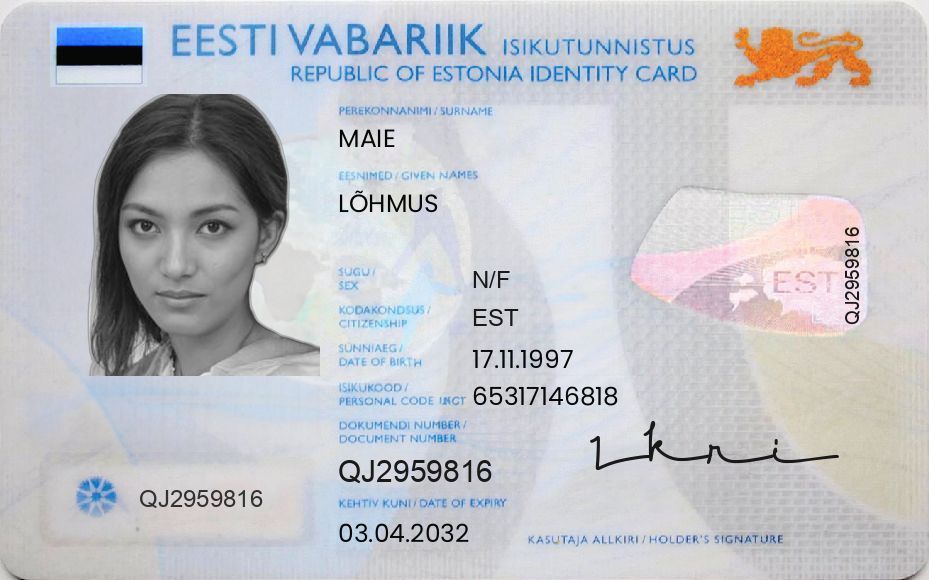 EESTI VABARIIK ISIKUTUNNISTUS
REPUBLIC OF ESTONIA IDENTITY CARD
PEREKONNANIMI / SURNAME
MAIE
EESNIMED / GIVEN NAMES
LÕHMUS
SUGU /
SEX
N/F
KODAKONDSUS /
CITIZENSHIP
EST
SÜNNIAEG /
DATE OF BIRTH
17.11.1997
ISIKUKOOD /
PERSONAL CODE
65317146818
DOKUMENDI NUMBER /
DOCUMENT NUMBER
QJ2959816
KEHTIV KUNI / DATE OF EXPIRY
03.04.2032
QJ2959816
EST
QJ2959816
KASUTAJA ALLKIRI / HOLDER'S SIGNATURE